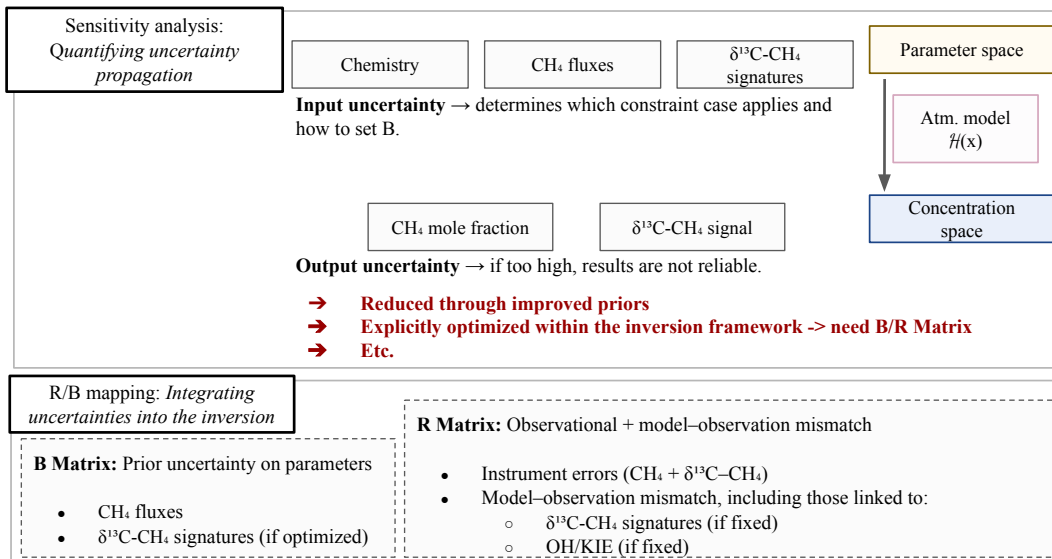 Sensitivity analysis:
Quantifying uncertainty
propagation
Chemistry
CH₄ fluxes
δ¹³C-CH₄
signatures
Parameter space
Input uncertainty → determines which constraint case applies and
how to set B.
Atm. model
ℋ(x)
CH₄ mole fraction
δ¹³C-CH₄ signal
Concentration
space
Output uncertainty → if too high, results are not reliable.
➔ Reduced through improved priors
➔ Explicitly optimized within the inversion framework -> need B/R Matrix
➔ Etc.
R/B mapping: Integrating
uncertainties into the inversion
B Matrix: Prior uncertainty on parameters
● CH₄ fluxes
● δ¹³C-CH₄ signatures (if optimized)
R Matrix: Observational + model–observation mismatch
● Instrument errors (CH₄ + δ¹³C–CH₄)
● Model–observation mismatch, including those linked to:
○ δ¹³C-CH₄ signatures (if fixed)
○ OH/KIE (if fixed)